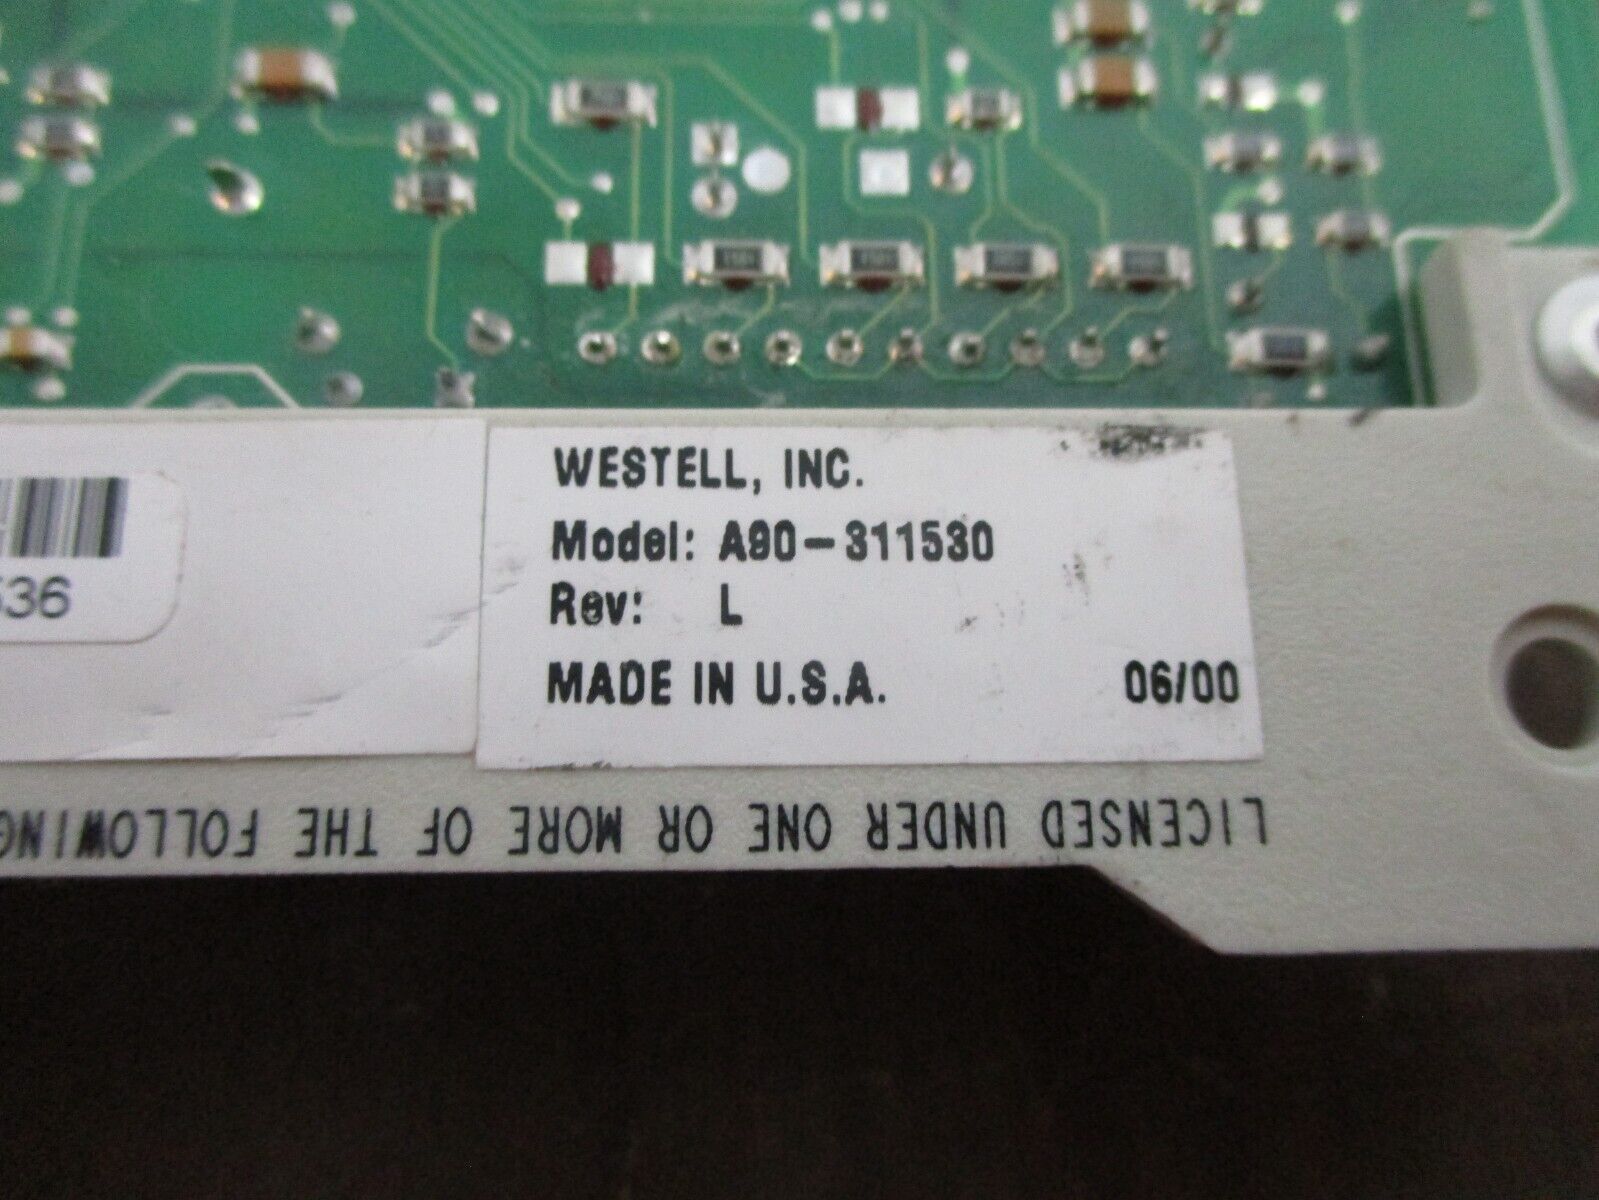 WESTELL, INC.
Model: A90-311530
Rev: L
MADE IN U.S.A. 06/00
536
LICENSED UNDER ONE OR MORE OF THE FOLLOWING